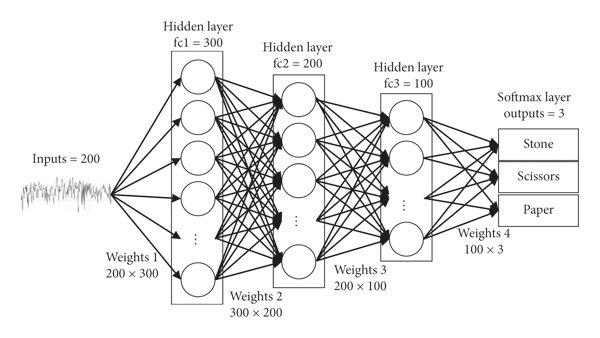 Hidden layer
fc1 = 300
Hidden layer
fc2 = 200
Hidden layer
fc3 = 100
Softmax layer
outputs = 3
Inputs = 200
Stone
Scissors
Paper
...
...
...
Weights 1
200 × 300
Weights 2
300 × 200
Weights 3
200 × 100
Weights 4
100 × 3